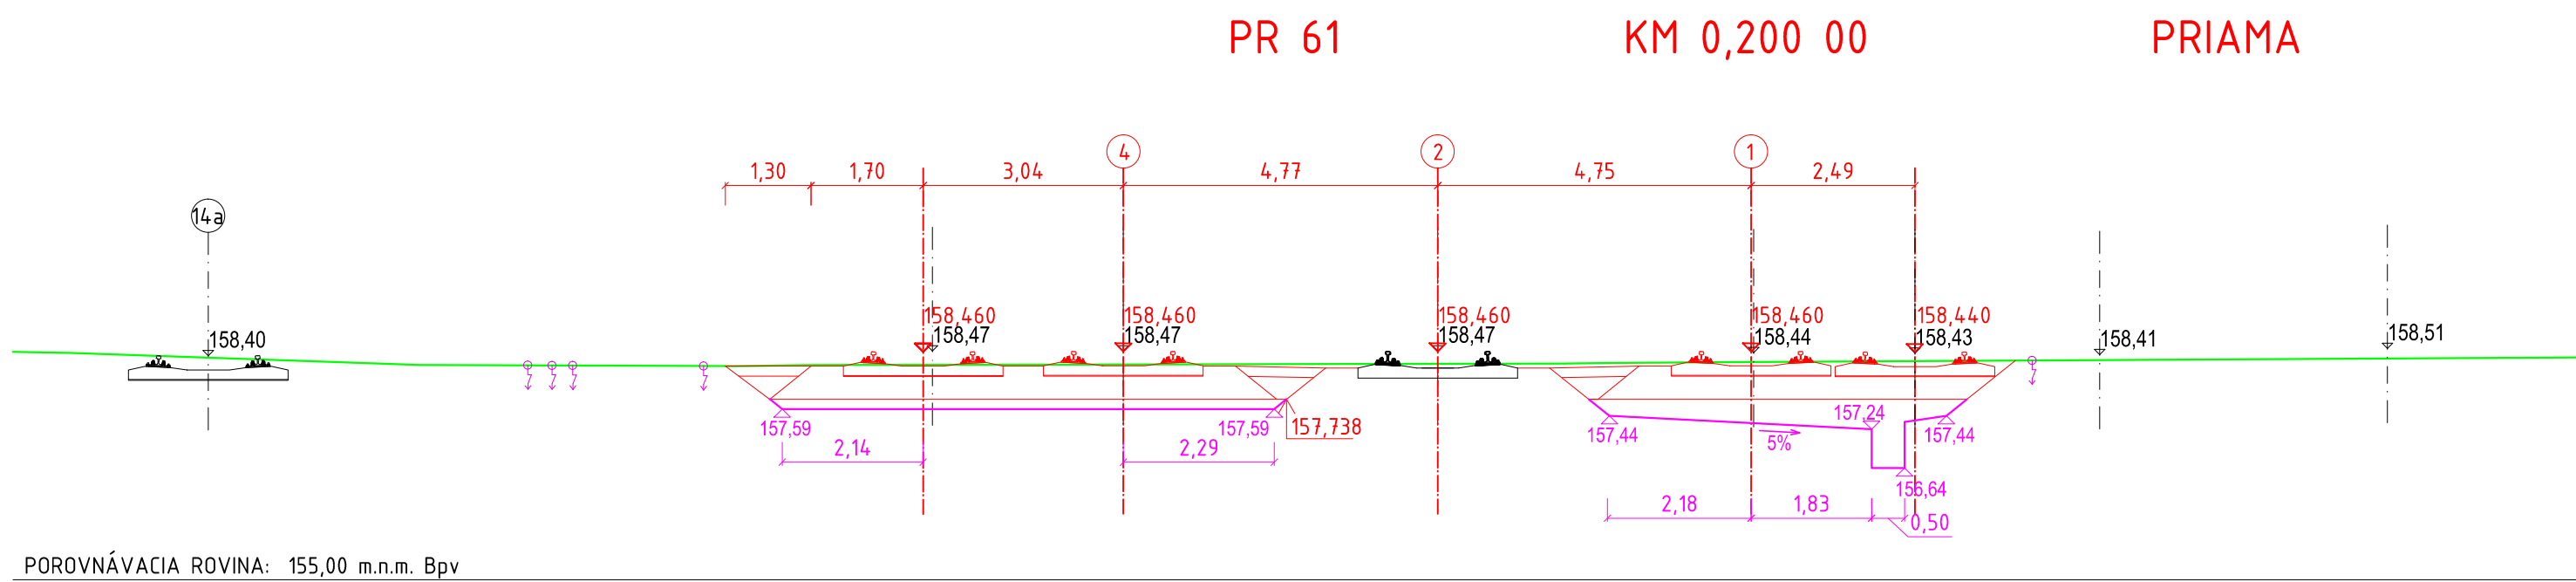 PR 61 KM 0,200 00 PRIAMA
4 2 1
1,30 1,70 3,04 4,77 4,75 2,49
14a
158,460 158,460 158,460 158,460 158,440
158,40 158,47 158,47 158,47 158,44 158,43 158,41 158,51
157,59 157,59 157,738 157,44 157,24 157,44
5%
2,14 2,29
156,64
2,18 1,83 0,50
POROVNÁVACIA ROVINA: 155,00 m.n.m. Bpv